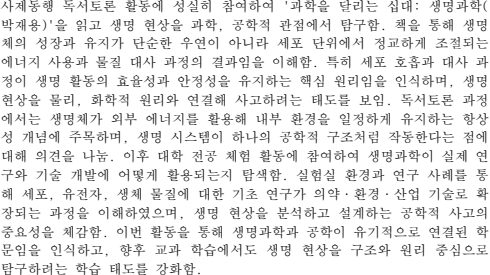 사제동행 독서토론 활동에 성실히 참여하여 '과학을 달리는 십대: 생명과학(
박재용)'을 읽고 생명 현상을 과학, 공학적 관점에서 탐구함. 책을 통해 생명
체의 성장과 유지가 단순한 우연이 아니라 세포 단위에서 정교하게 조절되는
에너지 사용과 물질 대사 과정의 결과임을 이해함. 특히 세포 호흡과 대사 과
정이 생명 활동의 효율성과 안정성을 유지하는 핵심 원리임을 인식하며, 생명
현상을 물리, 화학적 원리와 연결해 사고하려는 태도를 보임. 독서토론 과정
에서는 생명체가 외부 에너지를 활용해 내부 환경을 일정하게 유지하는 항상
성 개념에 주목하며, 생명 시스템이 하나의 공학적 구조처럼 작동한다는 점에
대해 의견을 나눔. 이후 대학 전공 체험 활동에 참여하여 생명과학이 실제 연
구와 기술 개발에 어떻게 활용되는지 탐색함. 실험실 환경과 연구 사례를 통
해 세포, 유전자, 생체 물질에 대한 기초 연구가 의약·환경·산업 기술로 확
장되는 과정을 이해하였으며, 생명 현상을 분석하고 설계하는 공학적 사고의
중요성을 체감함. 이번 활동을 통해 생명과학과 공학이 유기적으로 연결된 학
문임을 인식하고, 향후 교과 학습에서도 생명 현상을 구조와 원리 중심으로
탐구하려는 학습 태도를 강화함.